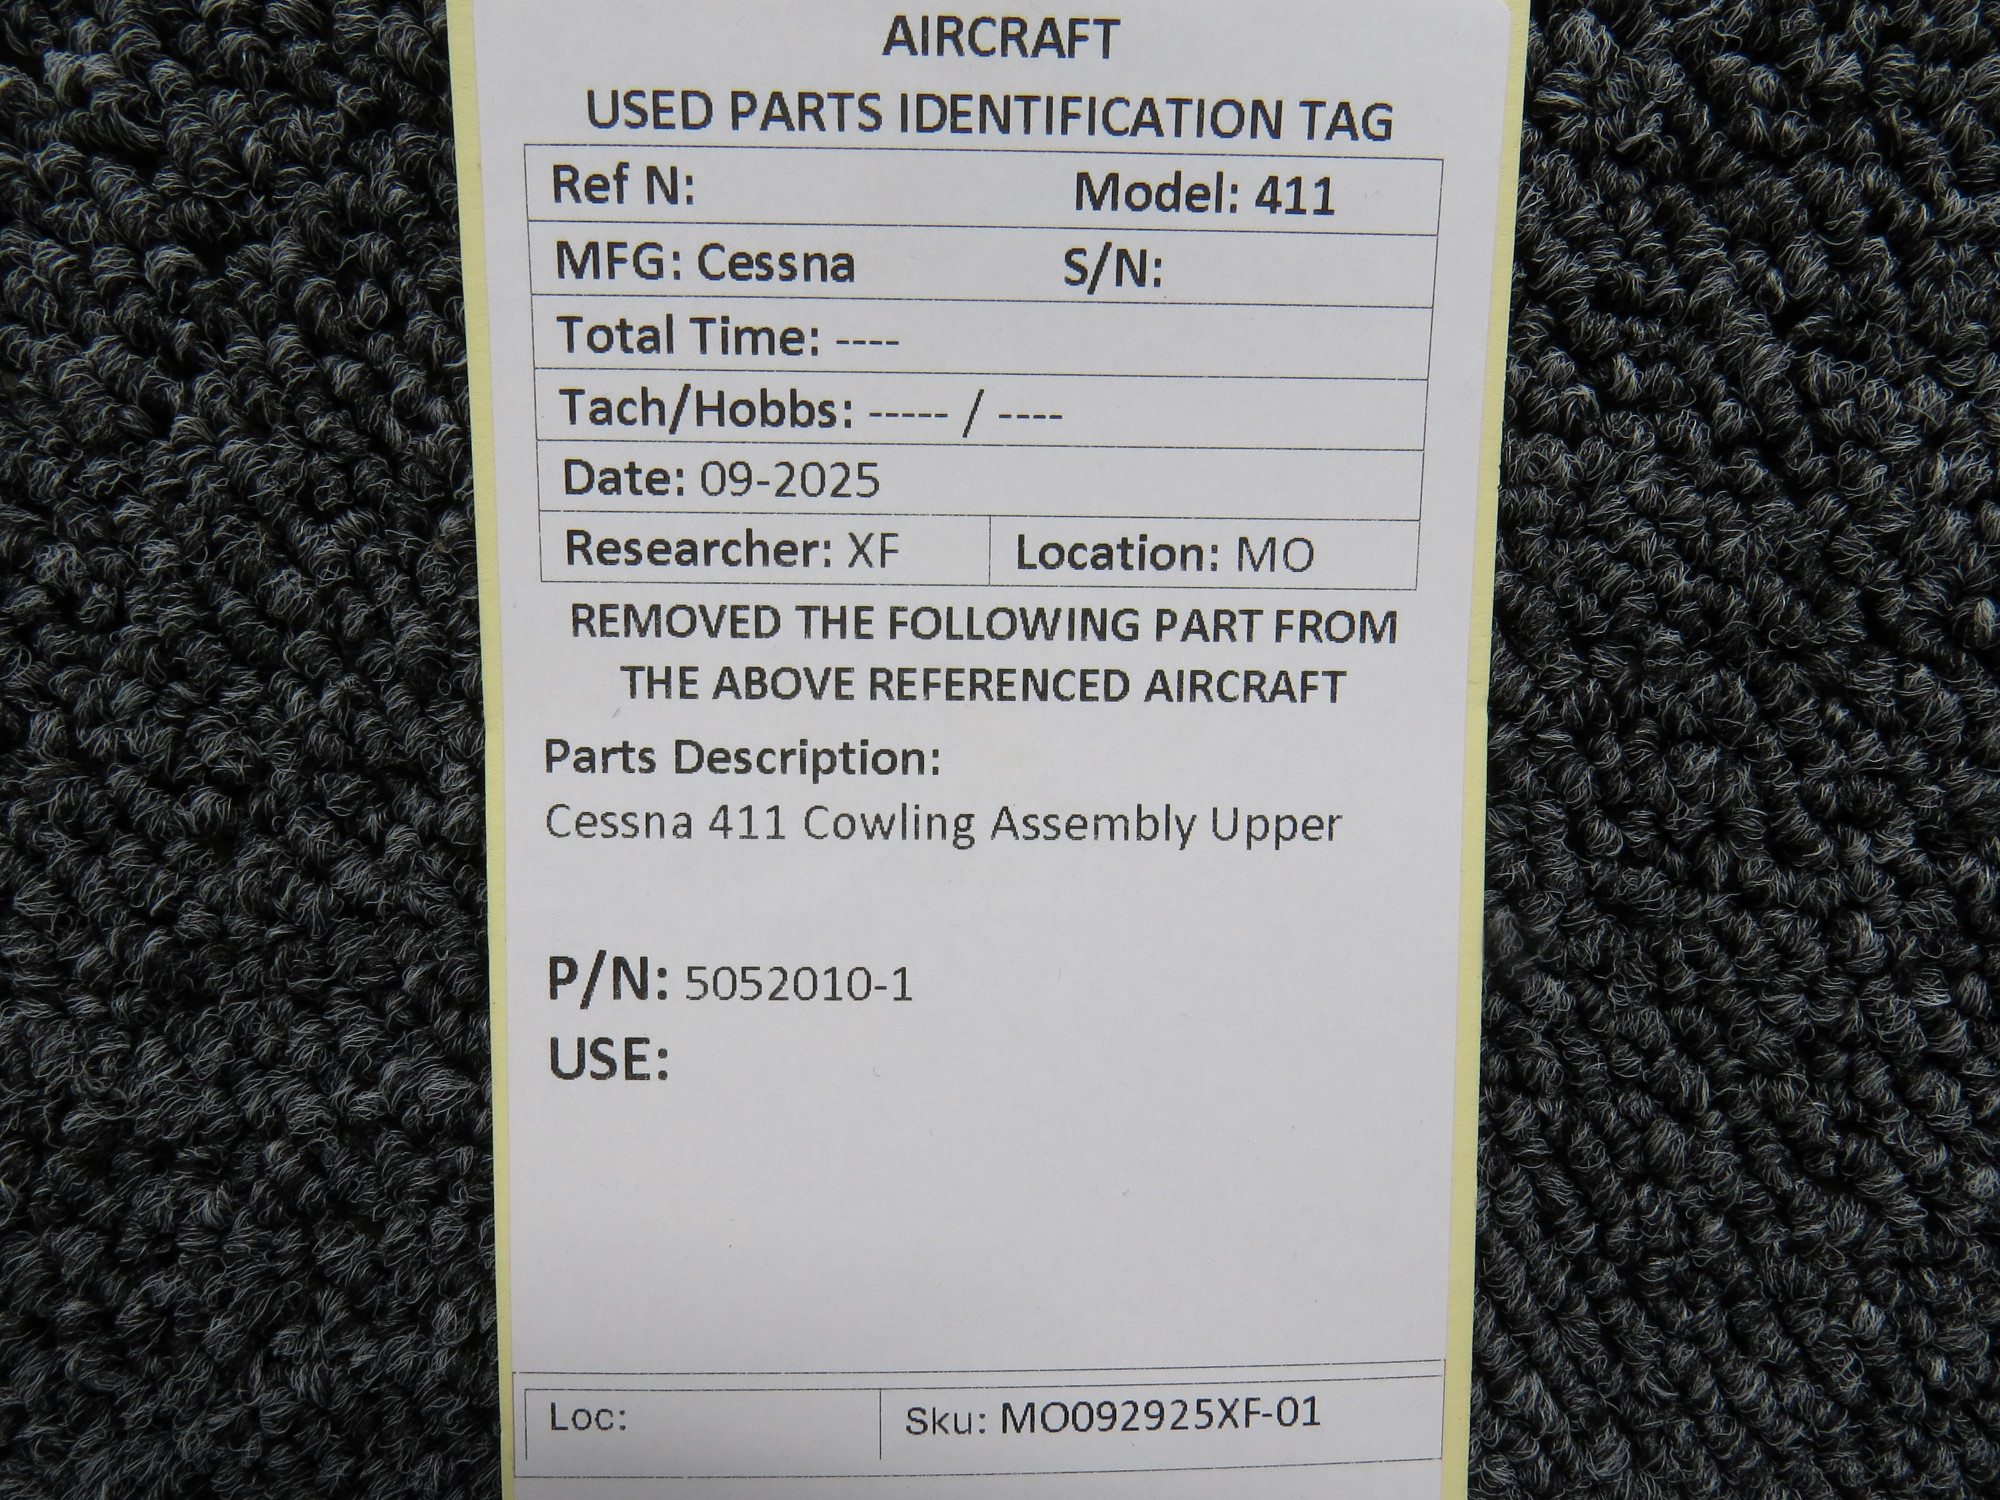 AIRCRAFT
USED PARTS IDENTIFICATION TAG
Ref N: Model: 411
MFG: Cessna S/N:
Total Time: ----
Tach/Hobbs: ----- / ----
Date: 09-2025
Researcher: XF Location: MO
REMOVED THE FOLLOWING PART FROM
THE ABOVE REFERENCED AIRCRAFT
Parts Description:
Cessna 411 Cowling Assembly Upper
P/N: 5052010-1
USE:
Loc: Sku: MO092925XF-01